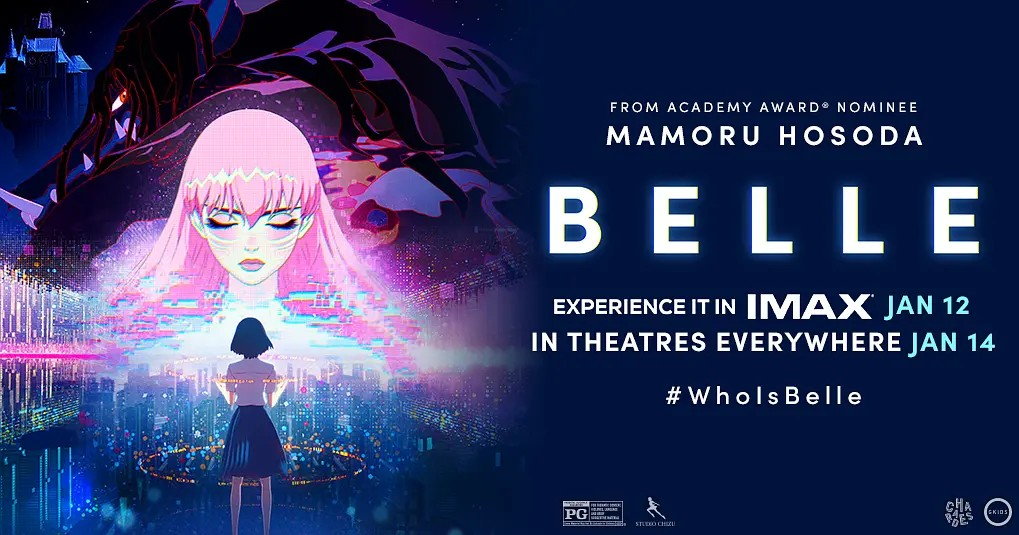 FROM ACADEMY AWARD® NOMINEE
MAMORU HOSODA
BELLE
EXPERIENCE IT IN IMAX® JAN 12
IN THEATRES EVERYWHERE JAN 14
#WhoIsBelle
PG
STUDIO CHIZU
CHARADES
GKIDS